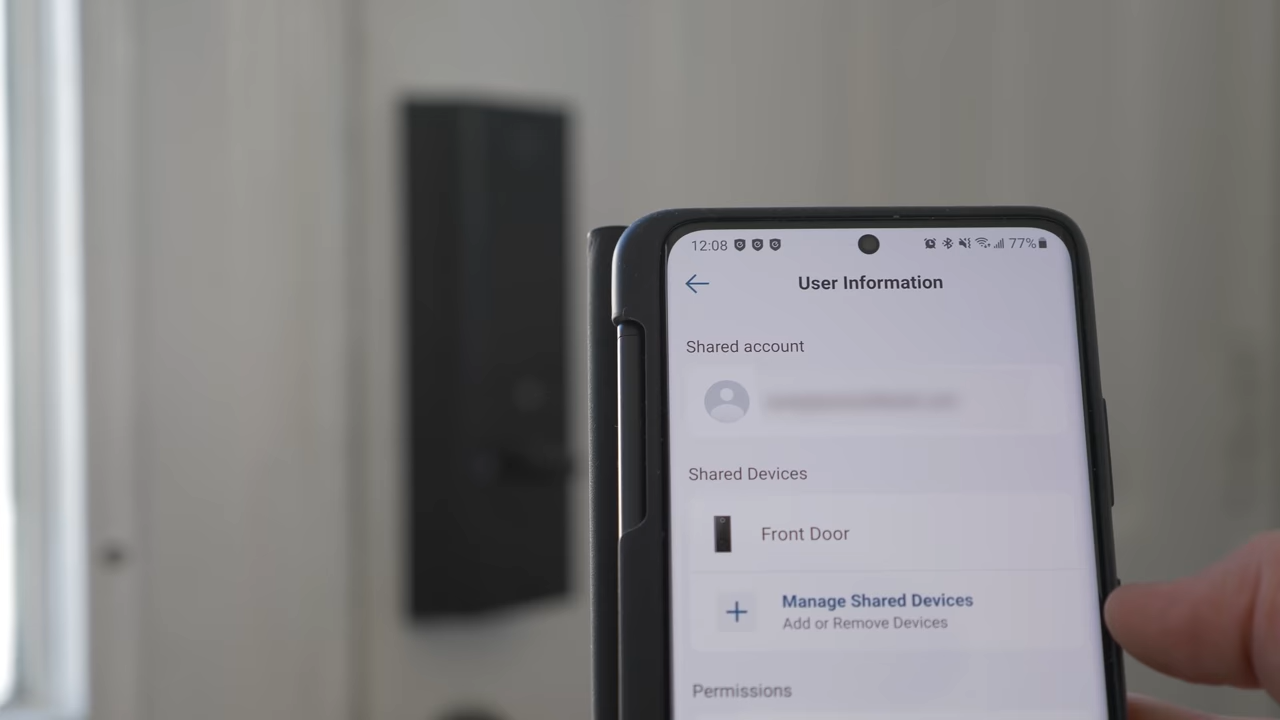 12:08 77%
User Information
Shared account
Shared Devices
Front Door
Manage Shared Devices
Add or Remove Devices
Permissions